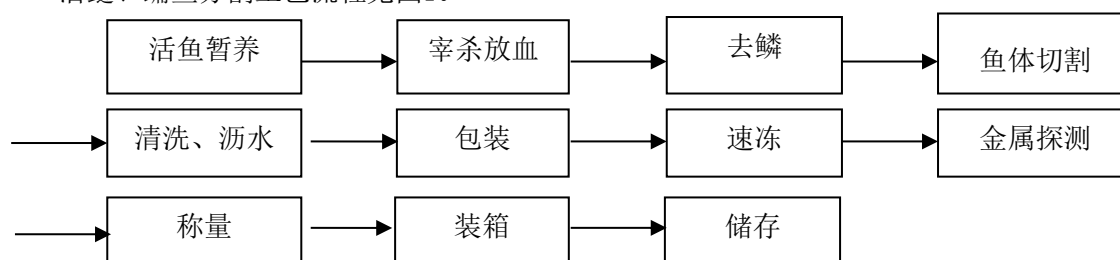 活鱼暂养 宰杀放血 去鳞 鱼体切割
清洗、沥水 包装 速冻 金属探测
称量 装箱 储存